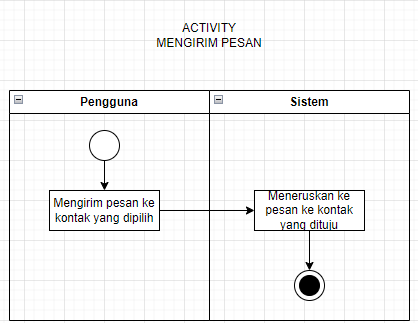 ACTIVITY
MENGIRIM PESAN
Pengguna
Sistem
Mengirim pesan ke
kontak yang dipilih
Meneruskan ke
pesan ke kontak
yang dituju